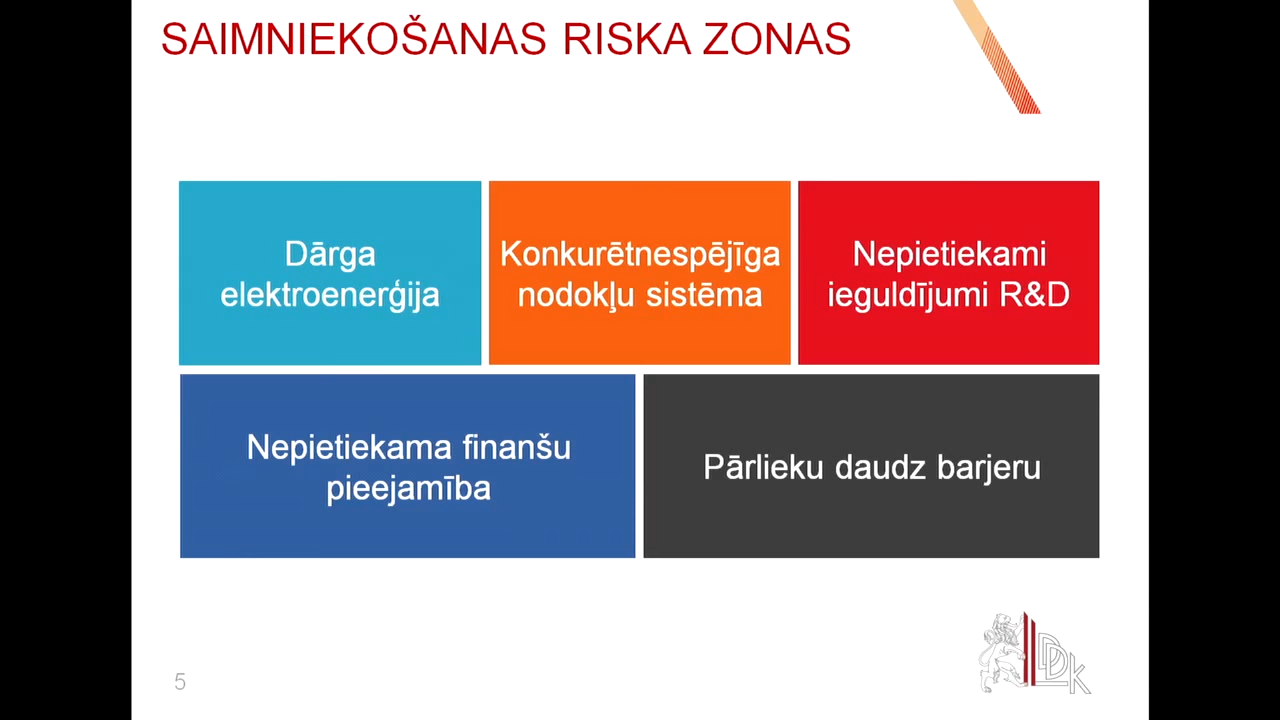 SAIMNIEKOŠANAS RISKA ZONAS
Dārga
elektroenerģija
Konkurētnespējīga
nodokļu sistēma
Nepietiekami
ieguldījumi R&D
Nepietiekama finanšu
pieejamība
Pārlieku daudz barjeru
5
LDDK